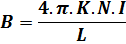 B = 4.π.K.N.I / L